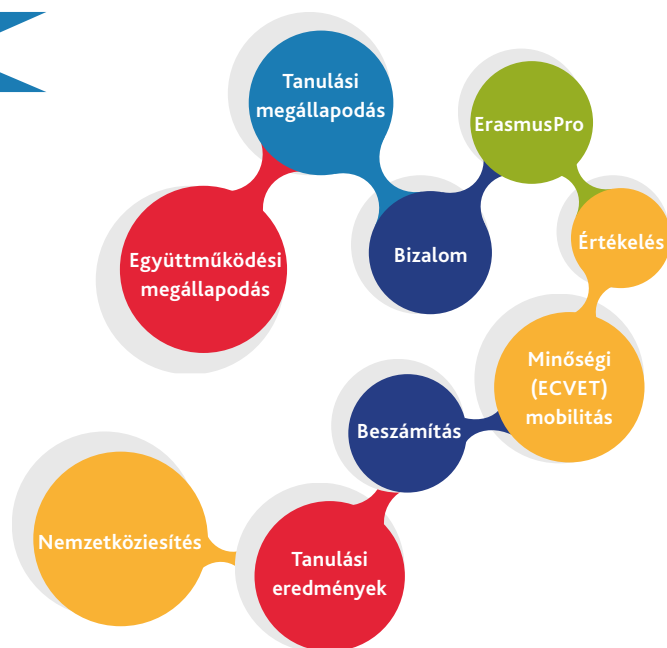 Tanulási
megállapodás
ErasmusPro
Együttműködési
megállapodás
Bizalom
Értékelés
Minőségi
(ECVET)
mobilitás
Beszámítás
Nemzetköziesítés
Tanulási
eredmények